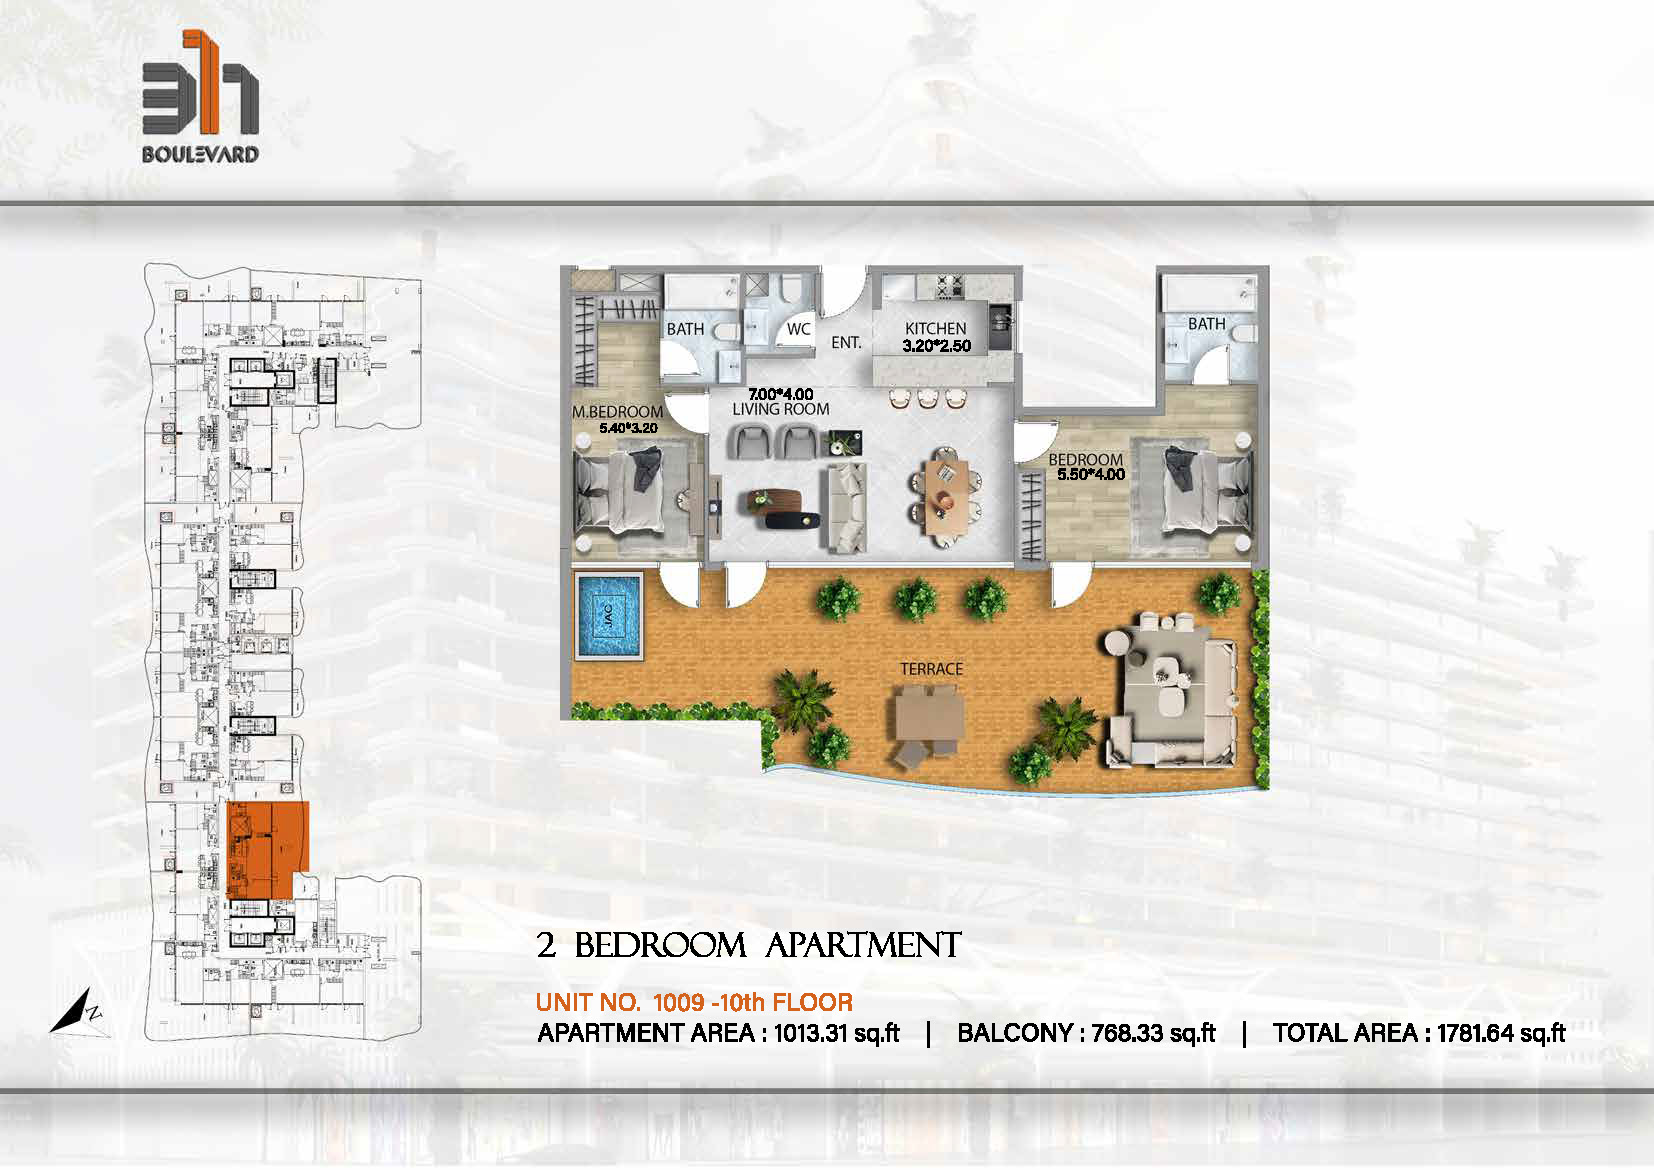 311
BOULEVARD
BATH
WC
ENT.
KITCHEN
3.20*2.50
BATH
7.00*4.00
LIVING ROOM
M.BEDROOM
5.40*3.20
BEDROOM
5.50*4.00
JAC
TERRACE
2 BEDROOM APARTMENT
UNIT NO. 1009 -10th FLOOR
APARTMENT AREA : 1013.31 sq.ft | BALCONY : 768.33 sq.ft | TOTAL AREA : 1781.64 sq.ft
N